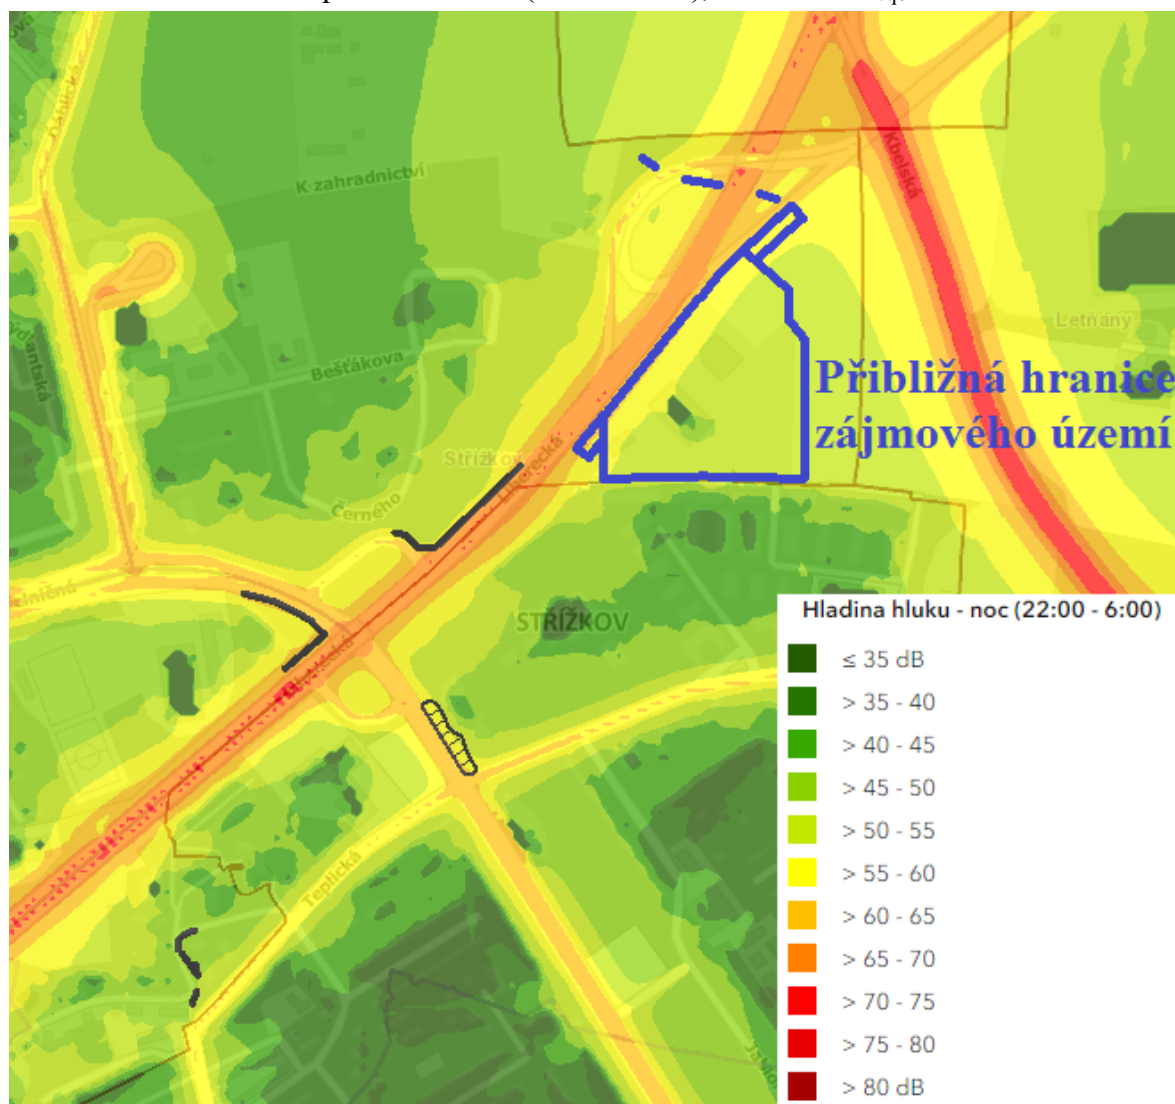 Ďáblická
K zahradnictví
Kbelská
Letňany
Bešťákova
Přibližná hranice
zájmového území
Střížkov
Liberecká
Černého
STŘÍŽKOV
Teplická
Hladina hluku - noc (22:00 - 6:00)
≤ 35 dB
> 35 - 40
> 40 - 45
> 45 - 50
> 50 - 55
> 55 - 60
> 60 - 65
> 65 - 70
> 70 - 75
> 75 - 80
> 80 dB